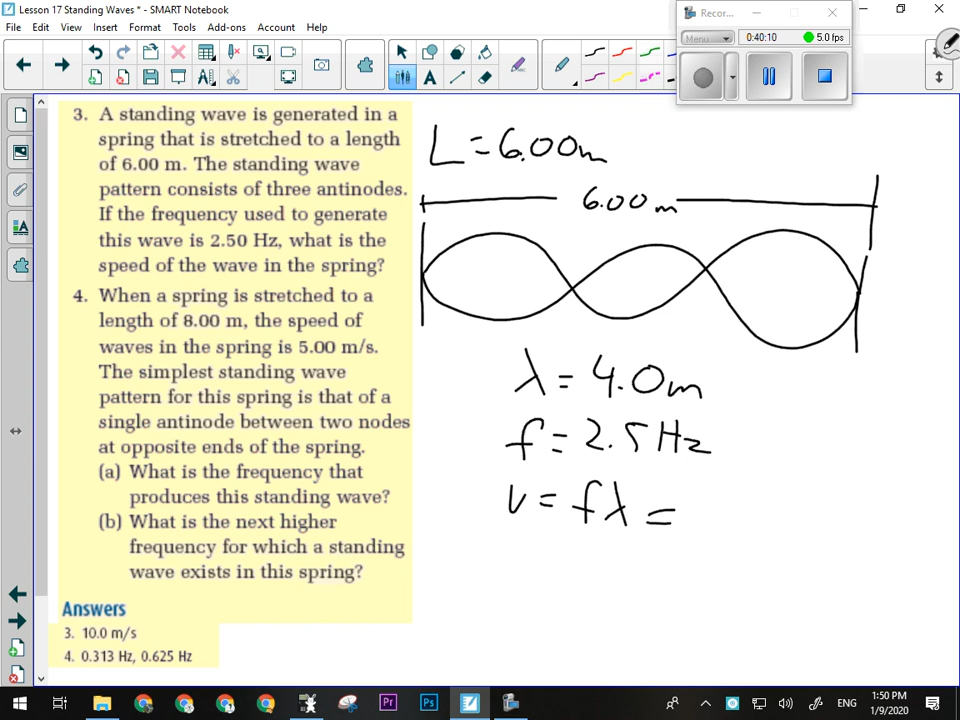 Lesson 17 Standing Waves * - SMART Notebook
Recor...
File Edit View Insert Format Tools Add-ons Account Help
Menu
0:40:10
5.0 fps
A
3. A standing wave is generated in a
spring that is stretched to a length
of 6.00 m. The standing wave
pattern consists of three antinodes.
If the frequency used to generate
this wave is 2.50 Hz, what is the
speed of the wave in the spring?
4. When a spring is stretched to a
length of 8.00 m, the speed of
waves in the spring is 5.00 m/s.
The simplest standing wave
pattern for this spring is that of a
single antinode between two nodes
at opposite ends of the spring.
(a) What is the frequency that
produces this standing wave?
(b) What is the next higher
frequency for which a standing
wave exists in this spring?
Answers
3. 10.0 m/s
4. 0.313 Hz, 0.625 Hz
L = 6.00m
6.00 m
λ = 4.0m
f = 2.5 Hz
v = fλ =
Pr
Ps
ENG
1:50 PM
1/9/2020